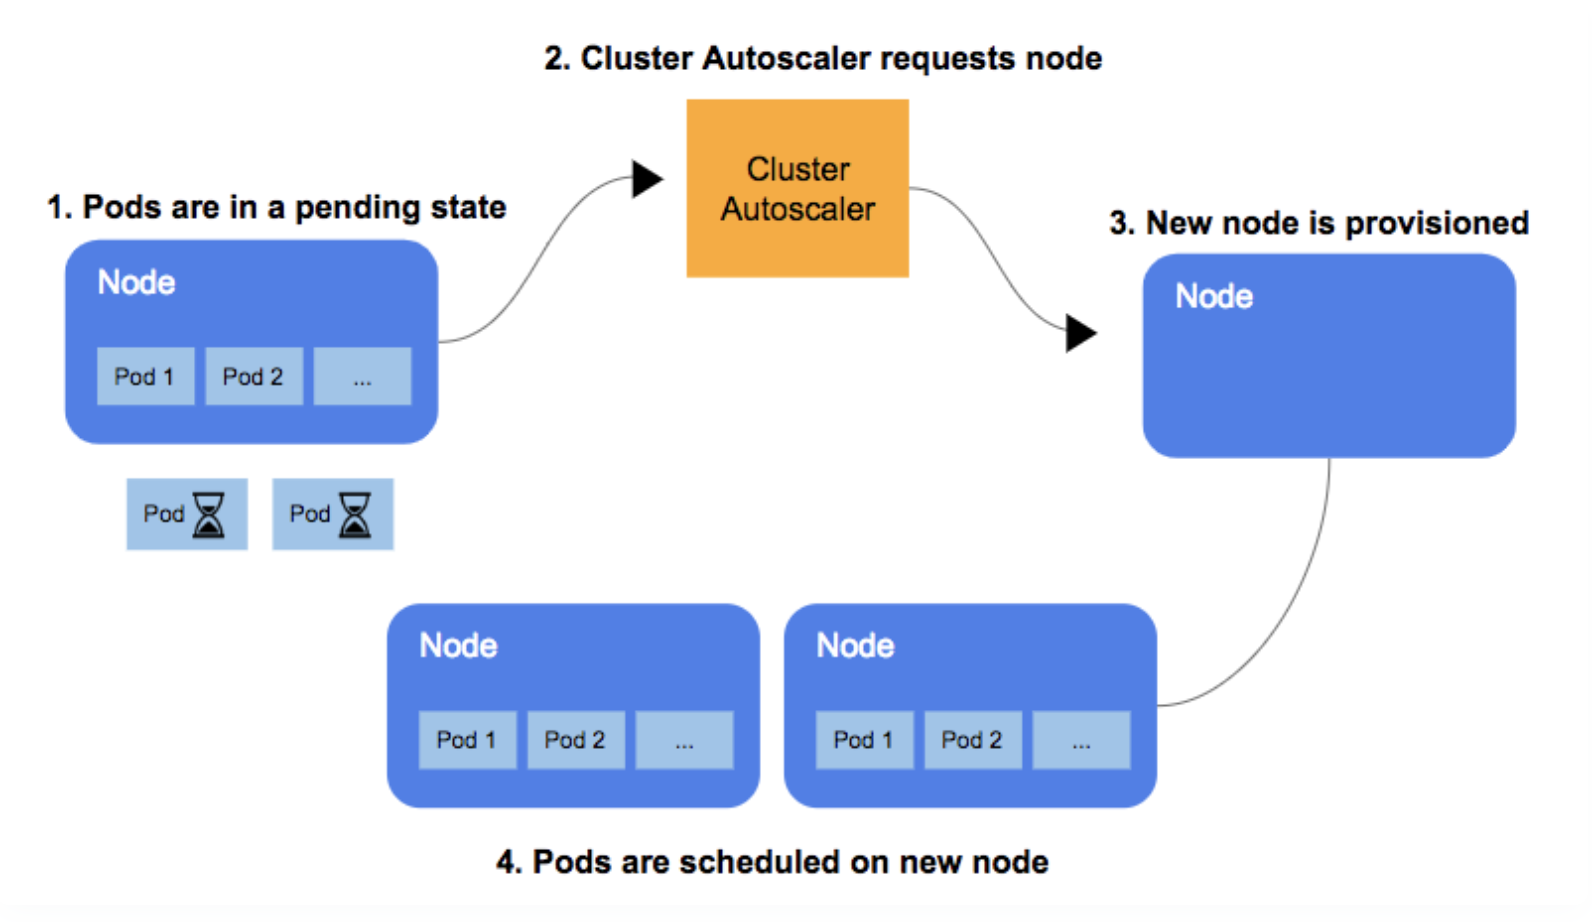 2. Cluster Autoscaler requests node
Cluster
Autoscaler
1. Pods are in a pending state
Node
Pod 1
Pod 2
...
Pod
Pod
3. New node is provisioned
Node
Node
Pod 1
Pod 2
...
Node
Pod 1
Pod 2
...
4. Pods are scheduled on new node